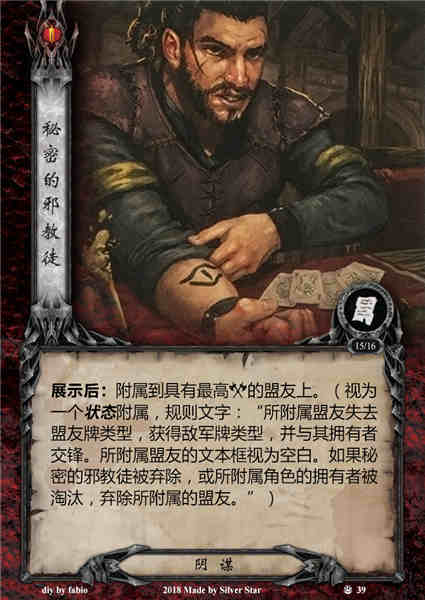 秘密的邪教徒
15/16
展示后：附属到具有最高的盟友上。（视为
一个状态附属，规则文字：“所附属盟友失去
盟友牌类型，获得敌军牌类型，并与其拥有者
交锋。所附属盟友的文本框视为空白。如果秘
密的邪教徒被弃除，或所附属角色的拥有者被
淘汰，弃除所附属的盟友。”）
阴谋
diy by fabio
2018 Made by Silver Star
39